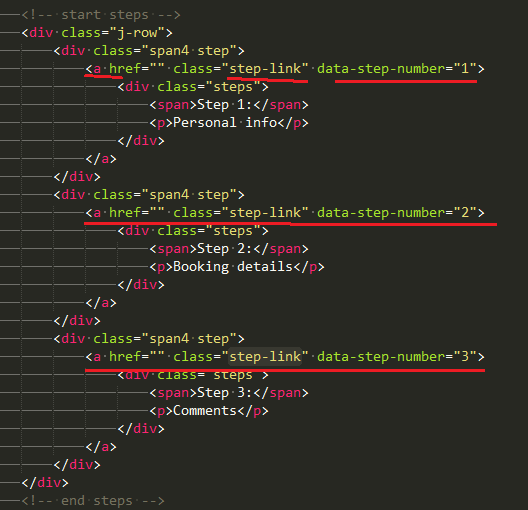 <!-- start steps -->
<div class="j-row">
<div class="span4 step">
<a href="" class="step-link" data-step-number="1">
<div class="steps">
<span>Step 1:</span>
<p>Personal info</p>
</div>
</a>
</div>
<div class="span4 step">
<a href="" class="step-link" data-step-number="2">
<div class="steps">
<span>Step 2:</span>
<p>Booking details</p>
</div>
</a>
</div>
<div class="span4 step">
<a href="" class="step-link" data-step-number="3">
<div class="steps">
<span>Step 3:</span>
<p>Comments</p>
</div>
</a>
</div>
</div>
<!-- end steps -->